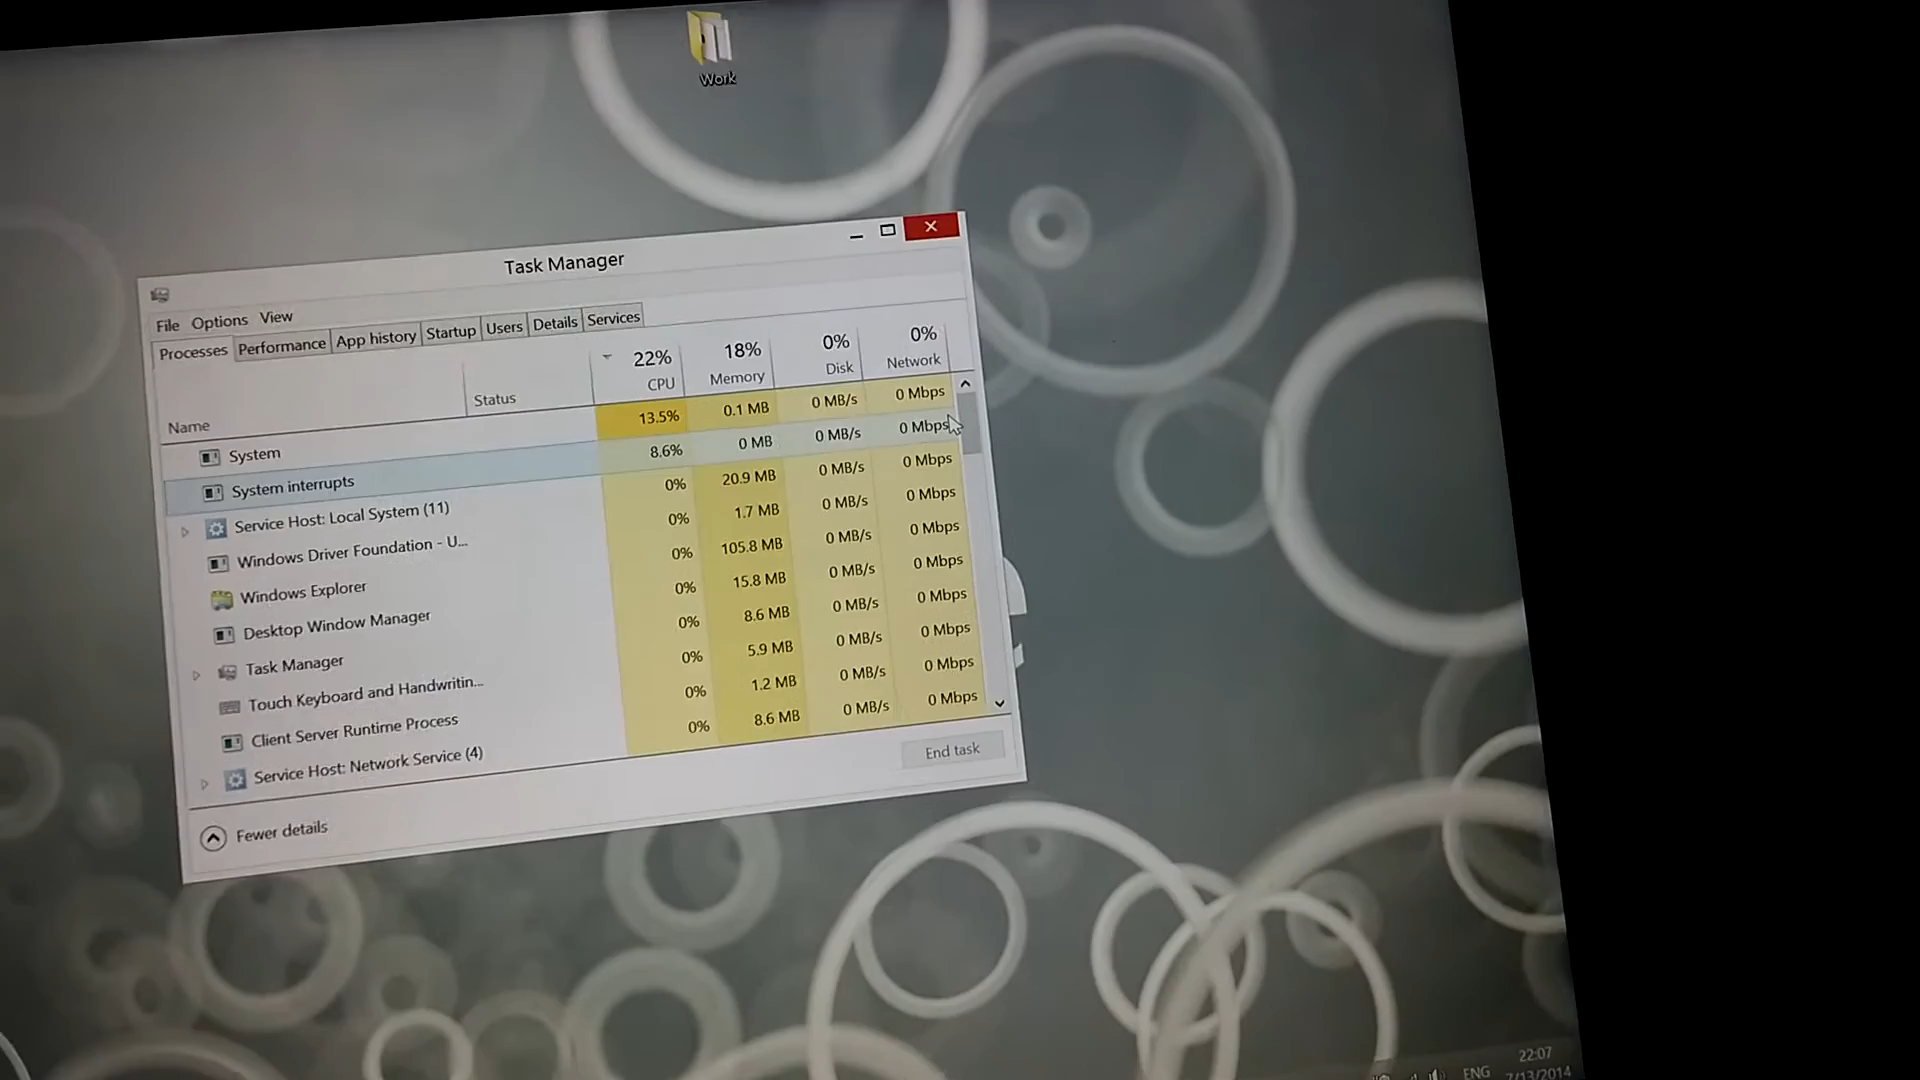 Work
Task Manager
File Options View
Processes Performance App history Startup Users Details Services
22% 18% 0% 0%
Name Status CPU Memory Disk Network
System 13.5% 0.1 MB 0 MB/s 0 Mbps
System interrupts 8.6% 0 MB 0 MB/s 0 Mbps
Service Host: Local System (11) 0% 20.9 MB 0 MB/s 0 Mbps
Windows Driver Foundation - U... 0% 1.7 MB 0 MB/s 0 Mbps
Windows Explorer 0% 105.8 MB 0 MB/s 0 Mbps
Desktop Window Manager 0% 15.8 MB 0 MB/s 0 Mbps
Task Manager 0% 8.6 MB 0 MB/s 0 Mbps
Touch Keyboard and Handwritin... 0% 5.9 MB 0 MB/s 0 Mbps
Client Server Runtime Process 0% 1.2 MB 0 MB/s 0 Mbps
Service Host: Network Service (4) 0% 8.6 MB 0 MB/s 0 Mbps
End task
Fewer details
22:07
ENG 7/13/2014